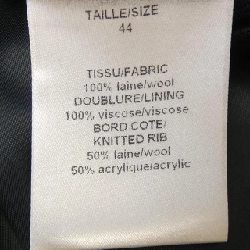 TAILLE/SIZE
44
TISSU/FABRIC
100% laine/wool
DOUBLURE/LINING
100% viscose/viscose
BORD COTE/
KNITTED RIB
50% laine/wool
50% acrylique/acrylic